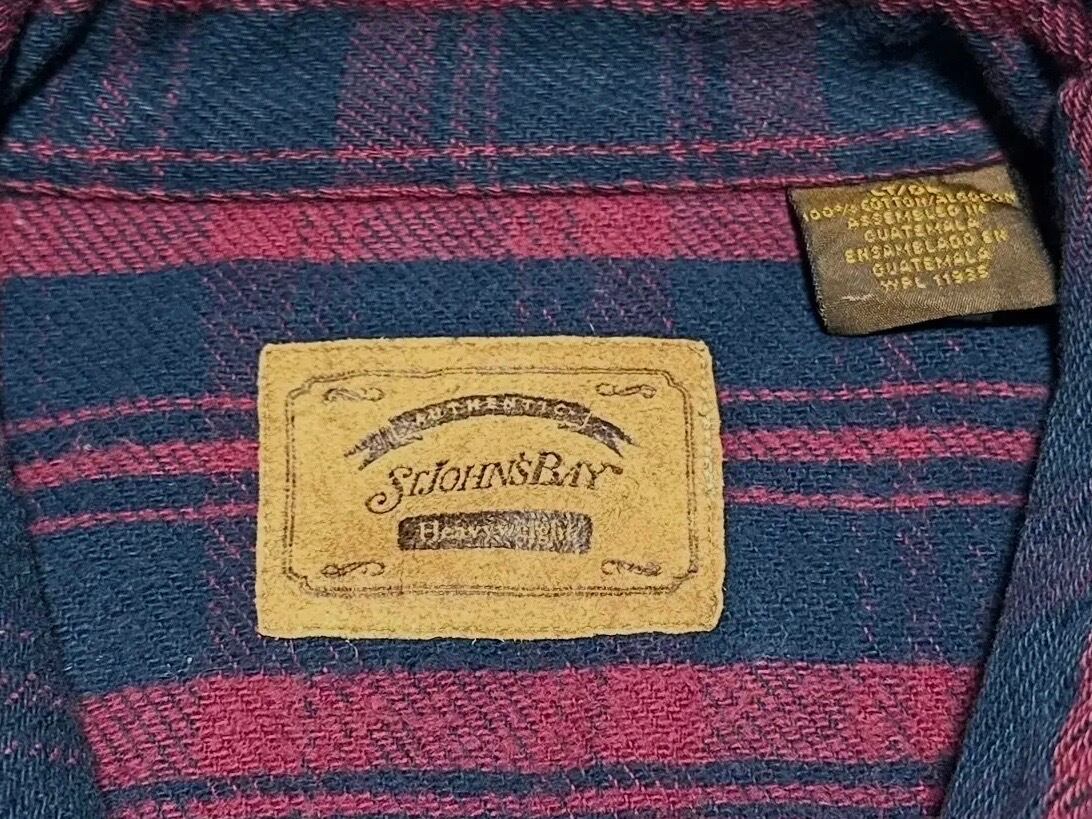 AUTHENTIC
ST.JOHN'S BAY
Heavyweight
100% COTTON/ALGODON
ASSEMBLED IN
GUATEMALA
ENSAMBLADO EN
GUATEMALA
WPL 11935